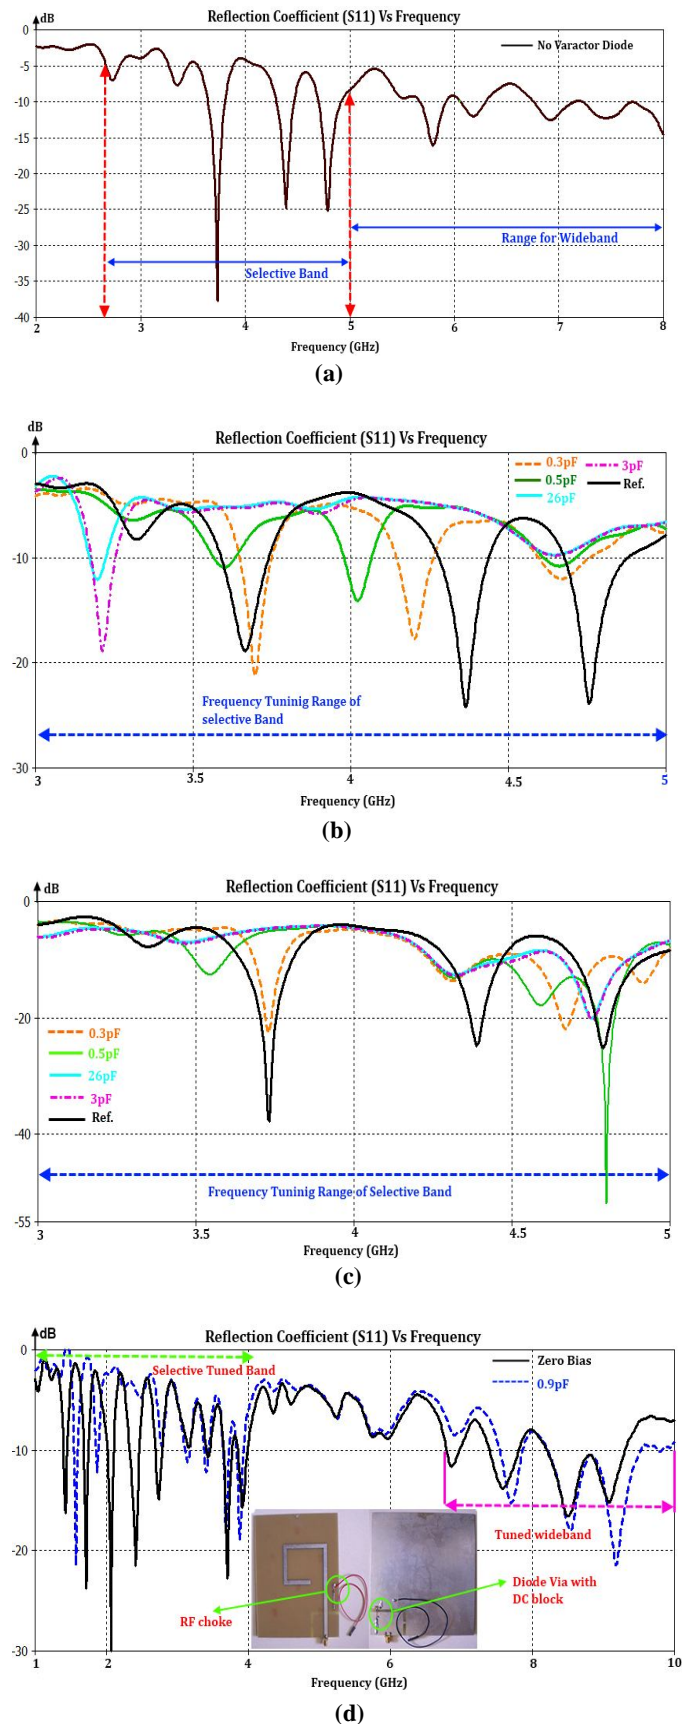 Reflection Coefficient (S11) Vs Frequency
dB
0
No Varactor Diode
-5
-10
-15
-20
-25
Range for Wideband
-30
Selective Band
-35
-40
2
3
4
5
6
7
8
Frequency (GHz)
(a)
dB
Reflection Coefficient (S11) Vs Frequency
0
0.3pF
3pF
0.5pF
Ref.
26pF
-10
-20
Frequency Tuninig Range of
selective Band
-30
3
3.5
4
4.5
5
Frequency (GHz)
(b)
dB
Reflection Coefficient (S11) Vs Frequency
0
-20
0.3pF
0.5pF
26pF
3pF
Ref.
-40
Frequency Tuninig Range of Selective Band
-55
3
3.5
4
4.5
5
Frequency (GHz)
(c)
dB
Reflection Coefficient (S11) Vs Frequency
0
Zero Bias
Selective Tuned Band
0.9pF
-10
Tuned wideband
-20
Diode Via with
DC block
RF choke
-30
1
2
4
6
8
10
Frequency (GHz)
(d)